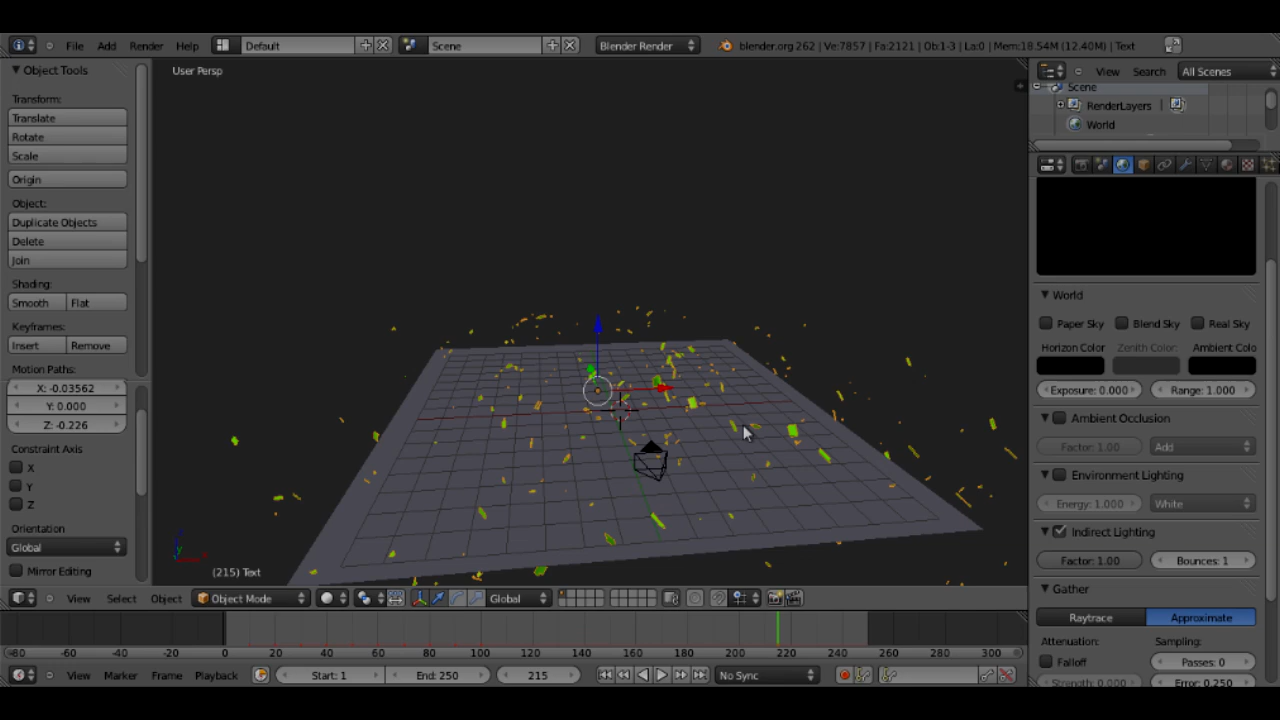 File Add Render Help Default Scene Blender Render blender.org 262 | Ve:7857 | Fa:2121 | Ob:1-3 | La:0 | Mem:18.54M (12.40M) | Text
Object Tools
Transform:
Translate
Rotate
Scale
Origin
Object:
Duplicate Objects
Delete
Join
Shading:
Smooth Flat
Keyframes:
Insert Remove
Motion Paths:
X: -0.03562
Y: 0.000
Z: -0.226
Constraint Axis
X
Y
Z
Orientation
Global
Mirror Editing
User Persp
(215) Text
View Select Object Object Mode Global
-80 -60 -40 -20 0 20 40 60 80 100 120 140 160 180 200 220 240 260 280 300
View Marker Frame Playback Start: 1 End: 250 215 No Sync
View Search All Scenes
Scene
RenderLayers
World
World
Paper Sky Blend Sky Real Sky
Horizon Color Zenith Color: Ambient Colo
Exposure: 0.000 Range: 1.000
Ambient Occlusion
Factor: 1.00 Add
Environment Lighting
Energy: 1.000 White
Indirect Lighting
Factor: 1.00 Bounces: 1
Gather
Raytrace Approximate
Attenuation: Sampling:
Falloff Passes: 0
Strength: 0.000 Error: 0.250